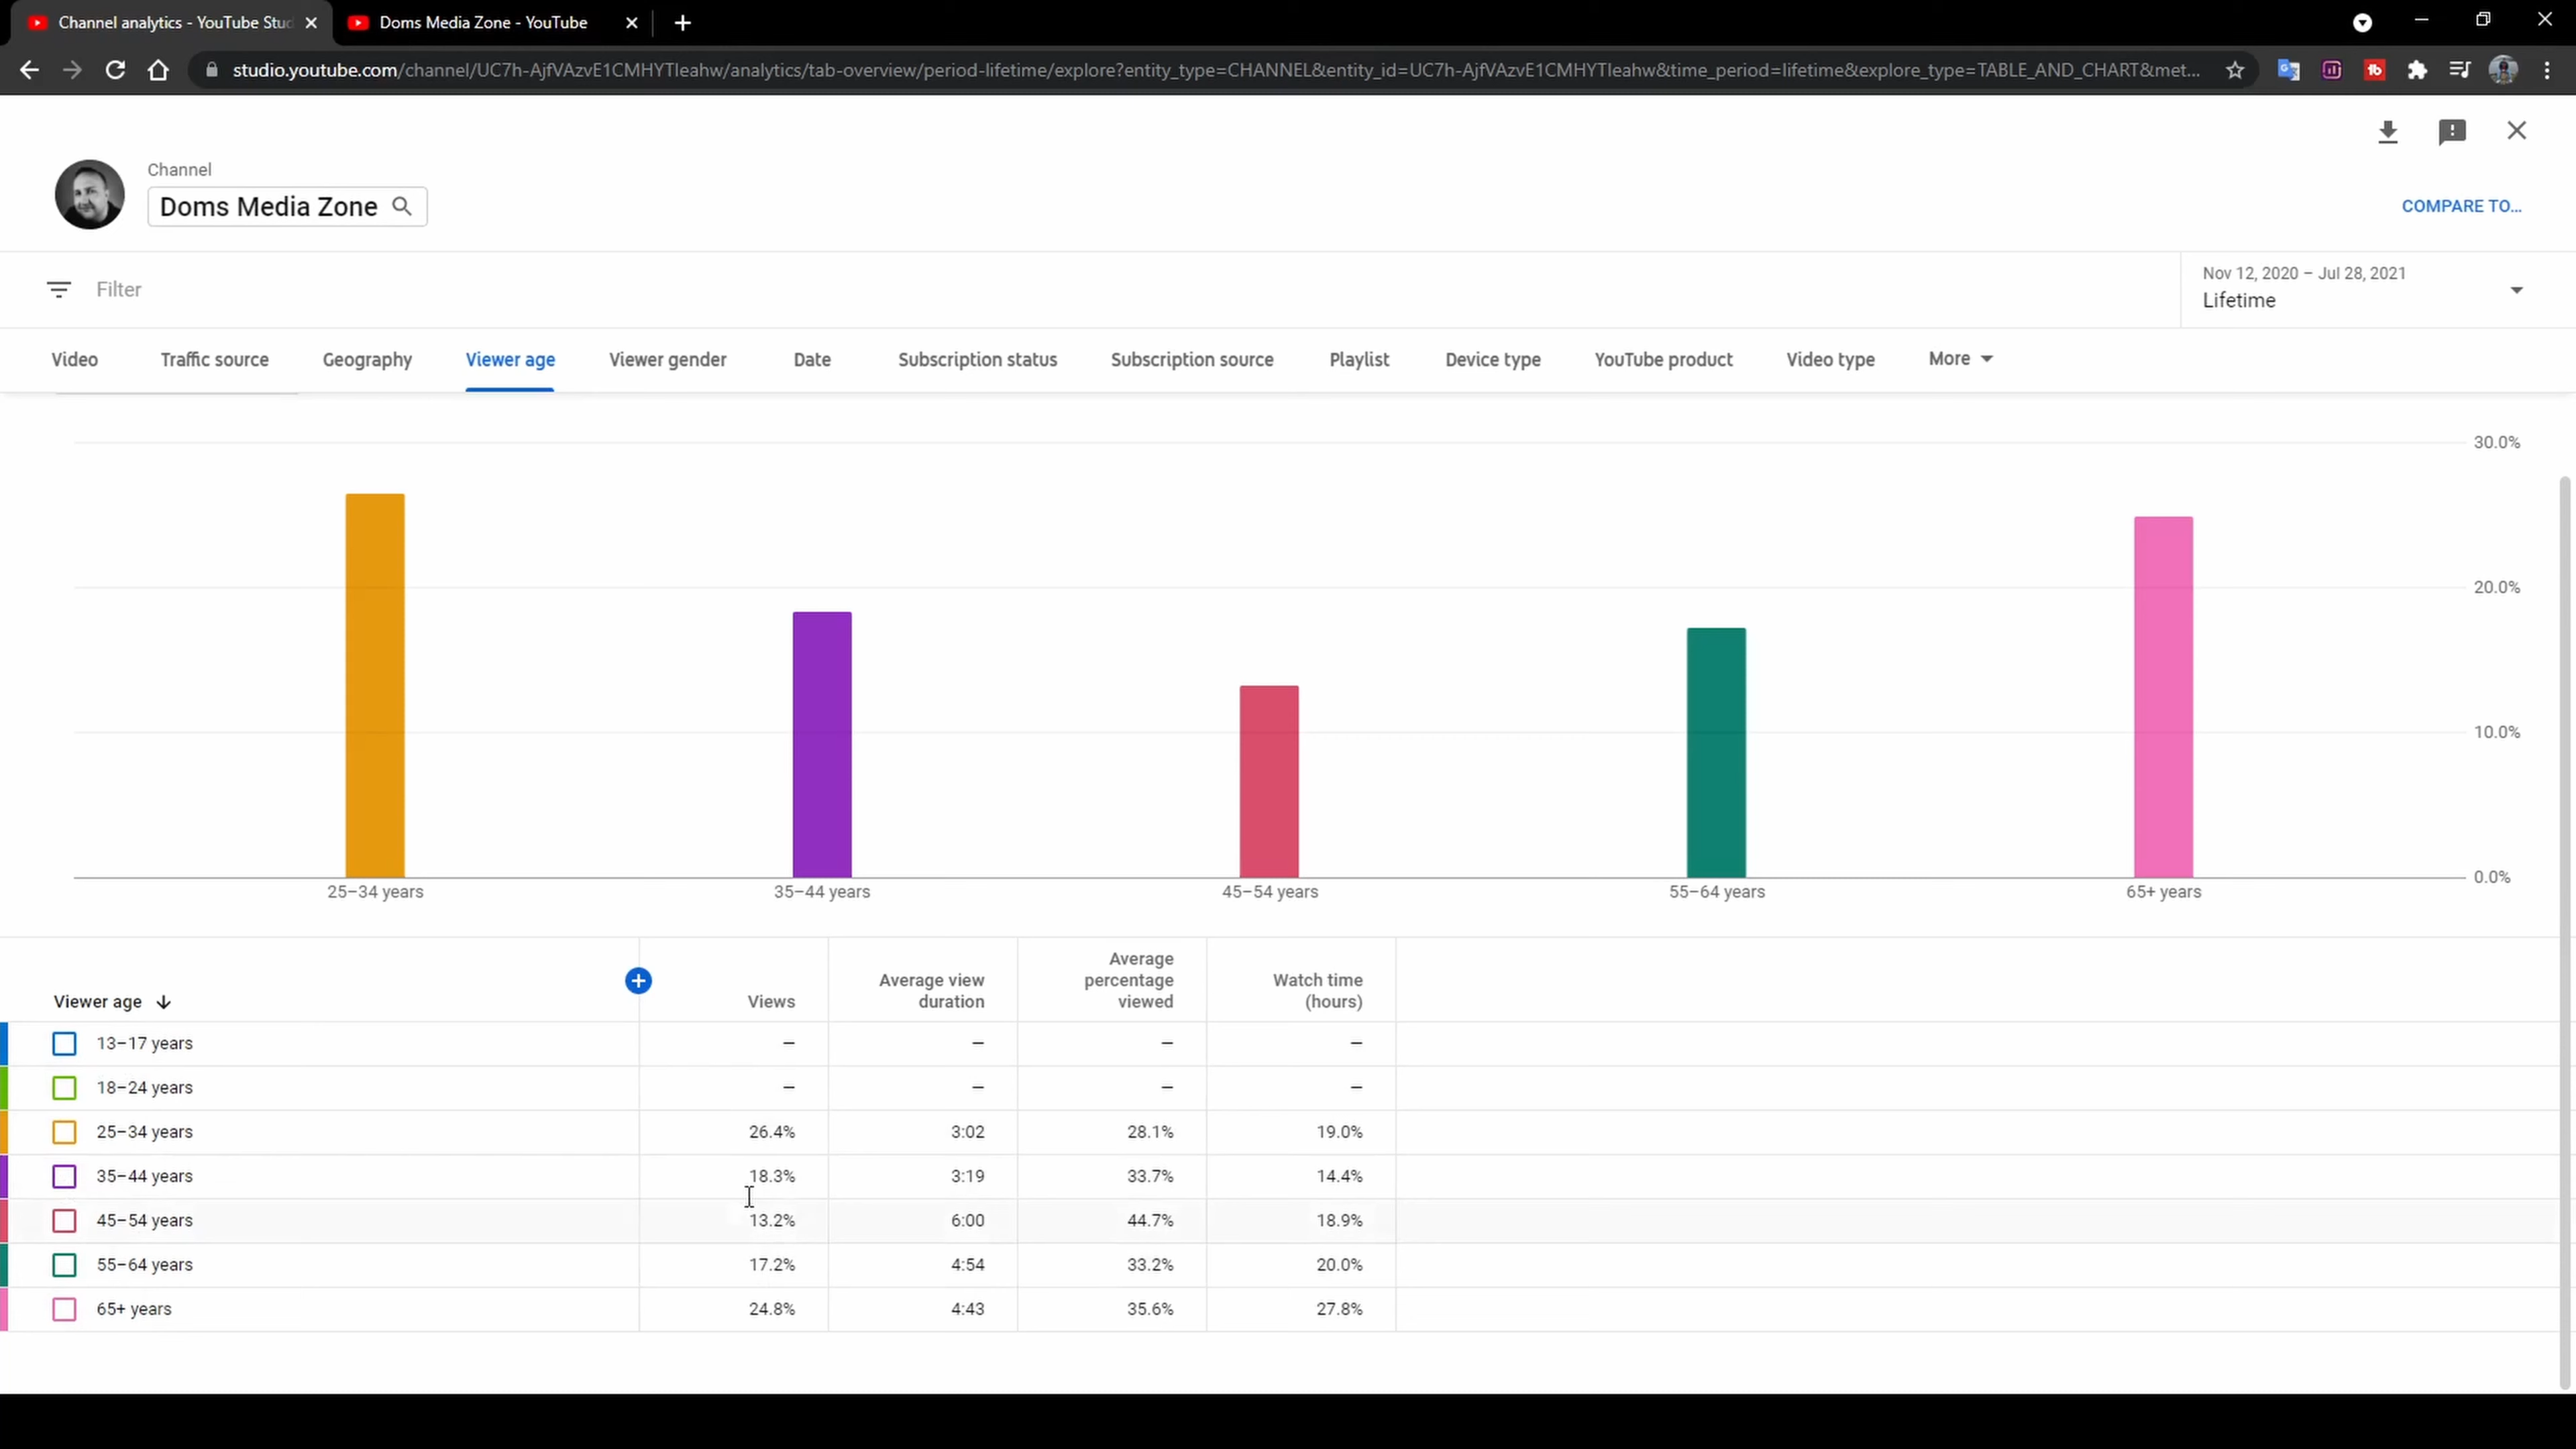 Channel analytics - YouTube Stud
Doms Media Zone - YouTube
studio.youtube.com/channel/UC7h-AjfVAzvE1CMHYTIeahw/analytics/tab-overview/period-lifetime/explore?entity_type=CHANNEL&entity_id=UC7h-AjfVAzvE1CMHYTIeahw&time_period=lifetime&explore_type=TABLE_AND_CHART&met...
Channel
Doms Media Zone
COMPARE TO...
Filter
Nov 12, 2020 – Jul 28, 2021
Lifetime
Video Traffic source Geography Viewer age Viewer gender Date Subscription status Subscription source Playlist Device type YouTube product Video type More
30.0%
20.0%
10.0%
0.0%
25–34 years 35–44 years 45–54 years 55–64 years 65+ years
Viewer age Views Average view duration Average percentage viewed Watch time (hours)
13–17 years – – – –
18–24 years – – – –
25–34 years 26.4% 3:02 28.1% 19.0%
35–44 years 18.3% 3:19 33.7% 14.4%
45–54 years 13.2% 6:00 44.7% 18.9%
55–64 years 17.2% 4:54 33.2% 20.0%
65+ years 24.8% 4:43 35.6% 27.8%